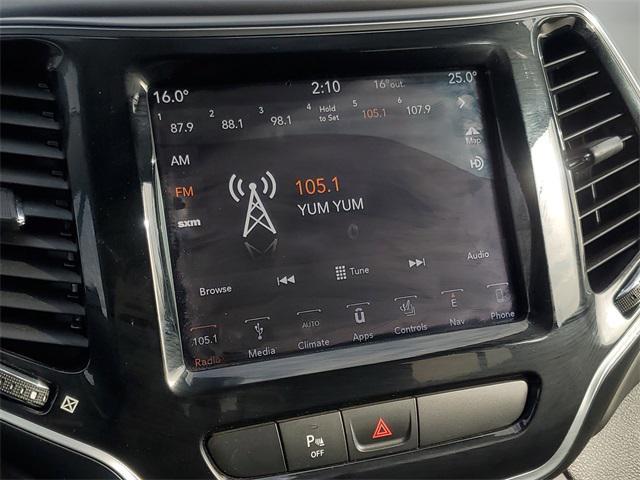 16.0° 2:10 16°out. 25.0°
1 87.9 2 88.1 3 98.1 4 Hold to Set 5 105.1 6 107.9
AM
Map
FM
HD
105.1
YUM YUM
sxm
Browse Tune Audio
105.1 AUTO E
Radio Media Climate Apps Controls Nav Phone
P
OFF